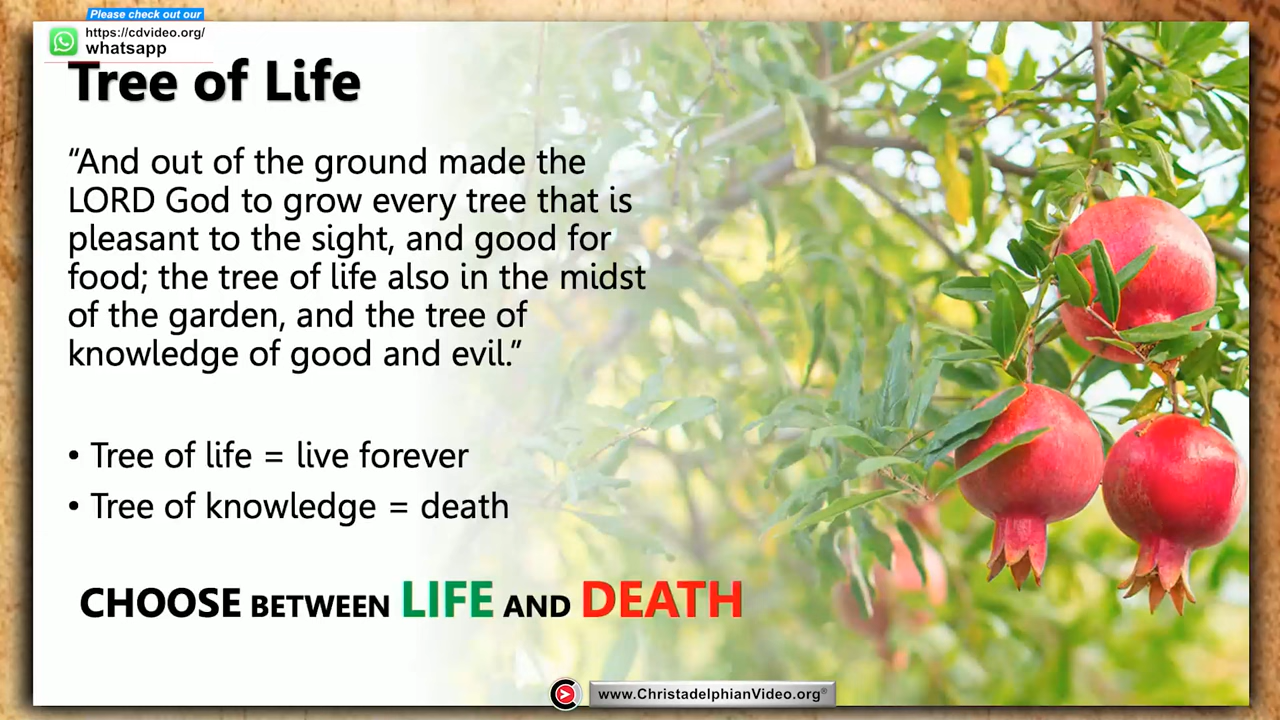 Please check out our
https://cdvideo.org/
whatsapp
Tree of Life
“And out of the ground made the
LORD God to grow every tree that is
pleasant to the sight, and good for
food; the tree of life also in the midst
of the garden, and the tree of
knowledge of good and evil.”
• Tree of life = live forever
• Tree of knowledge = death
CHOOSE BETWEEN LIFE AND DEATH
www.ChristadelphianVideo.org®